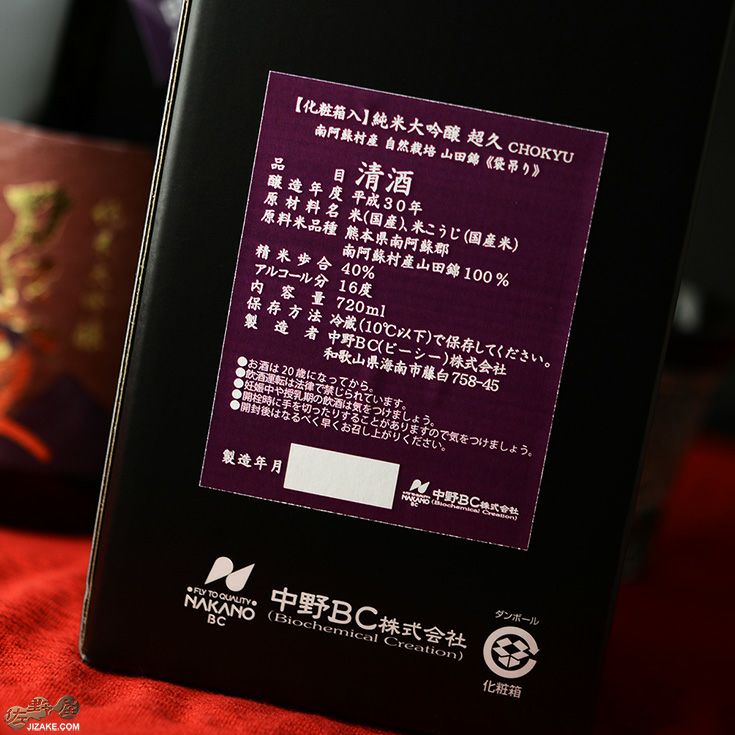 【化粧箱入】純米大吟醸 超久 CHOKYU
南阿蘇村産 自然栽培 山田錦《袋吊り》
品目 清酒
醸造年度 平成30年
原材料名 米(国産)、米こうじ(国産米)
原料米品種 熊本県南阿蘇郡
南阿蘇村産山田錦100%
精米歩合 40%
アルコール分 16度
内容量 720ml
保存方法 冷蔵(10℃以下)で保存してください。
製造者 中野BC(ビーシー)株式会社
和歌山県海南市藤白758-45
●お酒は20歳になってから。
●飲酒運転は法律で禁じられています。
●妊娠中や授乳期の飲酒は気をつけましょう。
●開栓時に手を切ったりすることがありますので気をつけましょう。
●開封後はなるべく早くお召し上がりください。
製造年月
NAKANO
BC
中野BC株式会社
(Biochemical Creation)
• FLY TO QUALITY •
NAKANO
BC
中野BC株式会社
(Biochemical Creation)
ダンボール
化粧箱
佐野屋
JIZAKE.COM